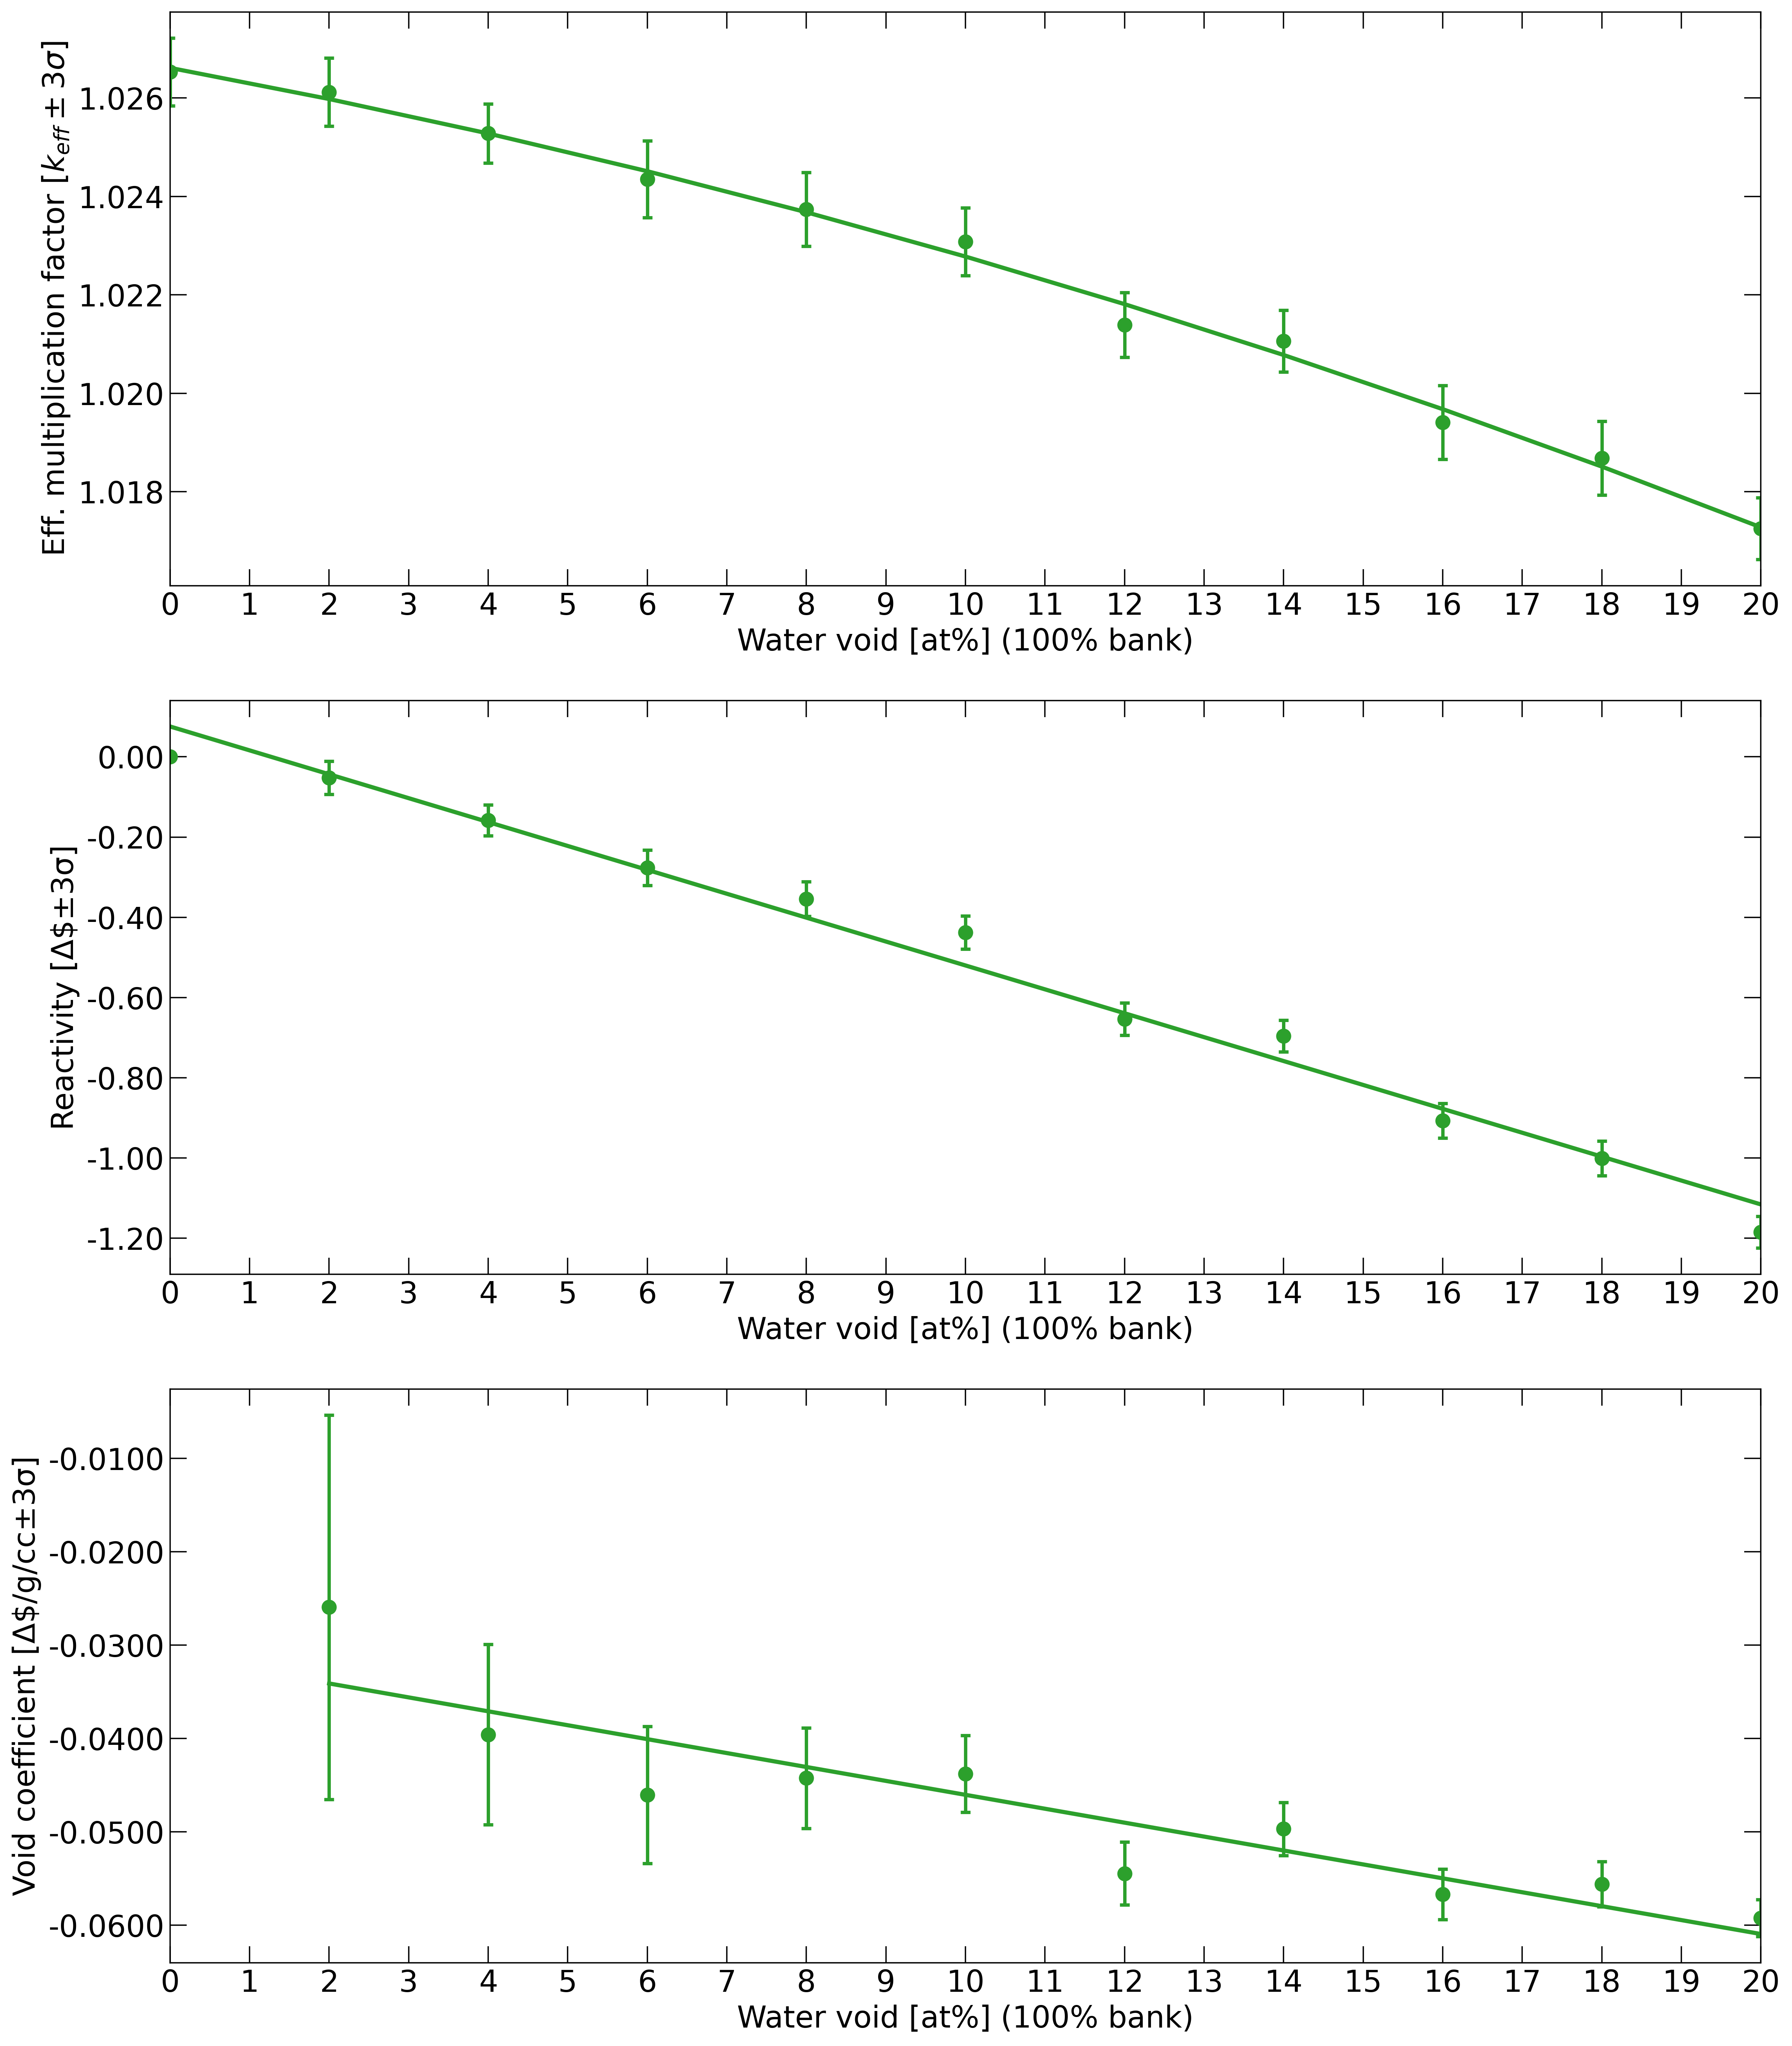 Eff. multiplication factor [k_eff ± 3σ]
1.026
1.024
1.022
1.020
1.018
0 1 2 3 4 5 6 7 8 9 10 11 12 13 14 15 16 17 18 19 20
Water void [at%] (100% bank)
Reactivity [Δ$±3σ]
0.00
-0.20
-0.40
-0.60
-0.80
-1.00
-1.20
0 1 2 3 4 5 6 7 8 9 10 11 12 13 14 15 16 17 18 19 20
Water void [at%] (100% bank)
Void coefficient [Δ$/g/cc±3σ]
-0.0100
-0.0200
-0.0300
-0.0400
-0.0500
-0.0600
0 1 2 3 4 5 6 7 8 9 10 11 12 13 14 15 16 17 18 19 20
Water void [at%] (100% bank)